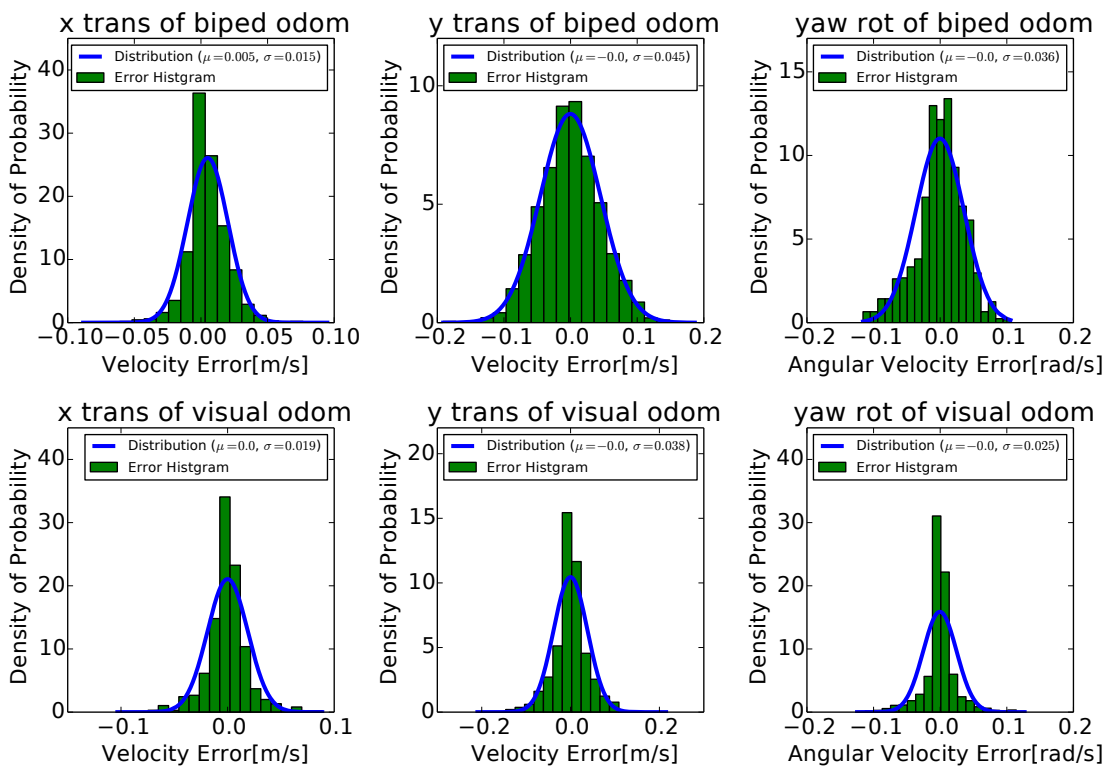 x trans of biped odom
Density of Probability
40
30
20
10
0
Distribution (μ=0.005, σ=0.015)
Error Histgram
−0.10 −0.05 0.00 0.05 0.10
Velocity Error[m/s]
y trans of biped odom
Density of Probability
10
5
0
Distribution (μ=−0.0, σ=0.045)
Error Histgram
−0.2 −0.1 0.0 0.1 0.2
Velocity Error[m/s]
yaw rot of biped odom
Density of Probability
15
10
5
0
Distribution (μ=−0.0, σ=0.036)
Error Histgram
−0.2 −0.1 0.0 0.1 0.2
Angular Velocity Error[rad/s]
x trans of visual odom
Density of Probability
40
30
20
10
0
Distribution (μ=0.0, σ=0.019)
Error Histgram
−0.1 0.0 0.1
Velocity Error[m/s]
y trans of visual odom
Density of Probability
20
15
10
5
0
Distribution (μ=−0.0, σ=0.038)
Error Histgram
−0.2 0.0 0.2
Velocity Error[m/s]
yaw rot of visual odom
Density of Probability
40
30
20
10
0
Distribution (μ=−0.0, σ=0.025)
Error Histgram
−0.2 −0.1 0.0 0.1 0.2
Angular Velocity Error[rad/s]